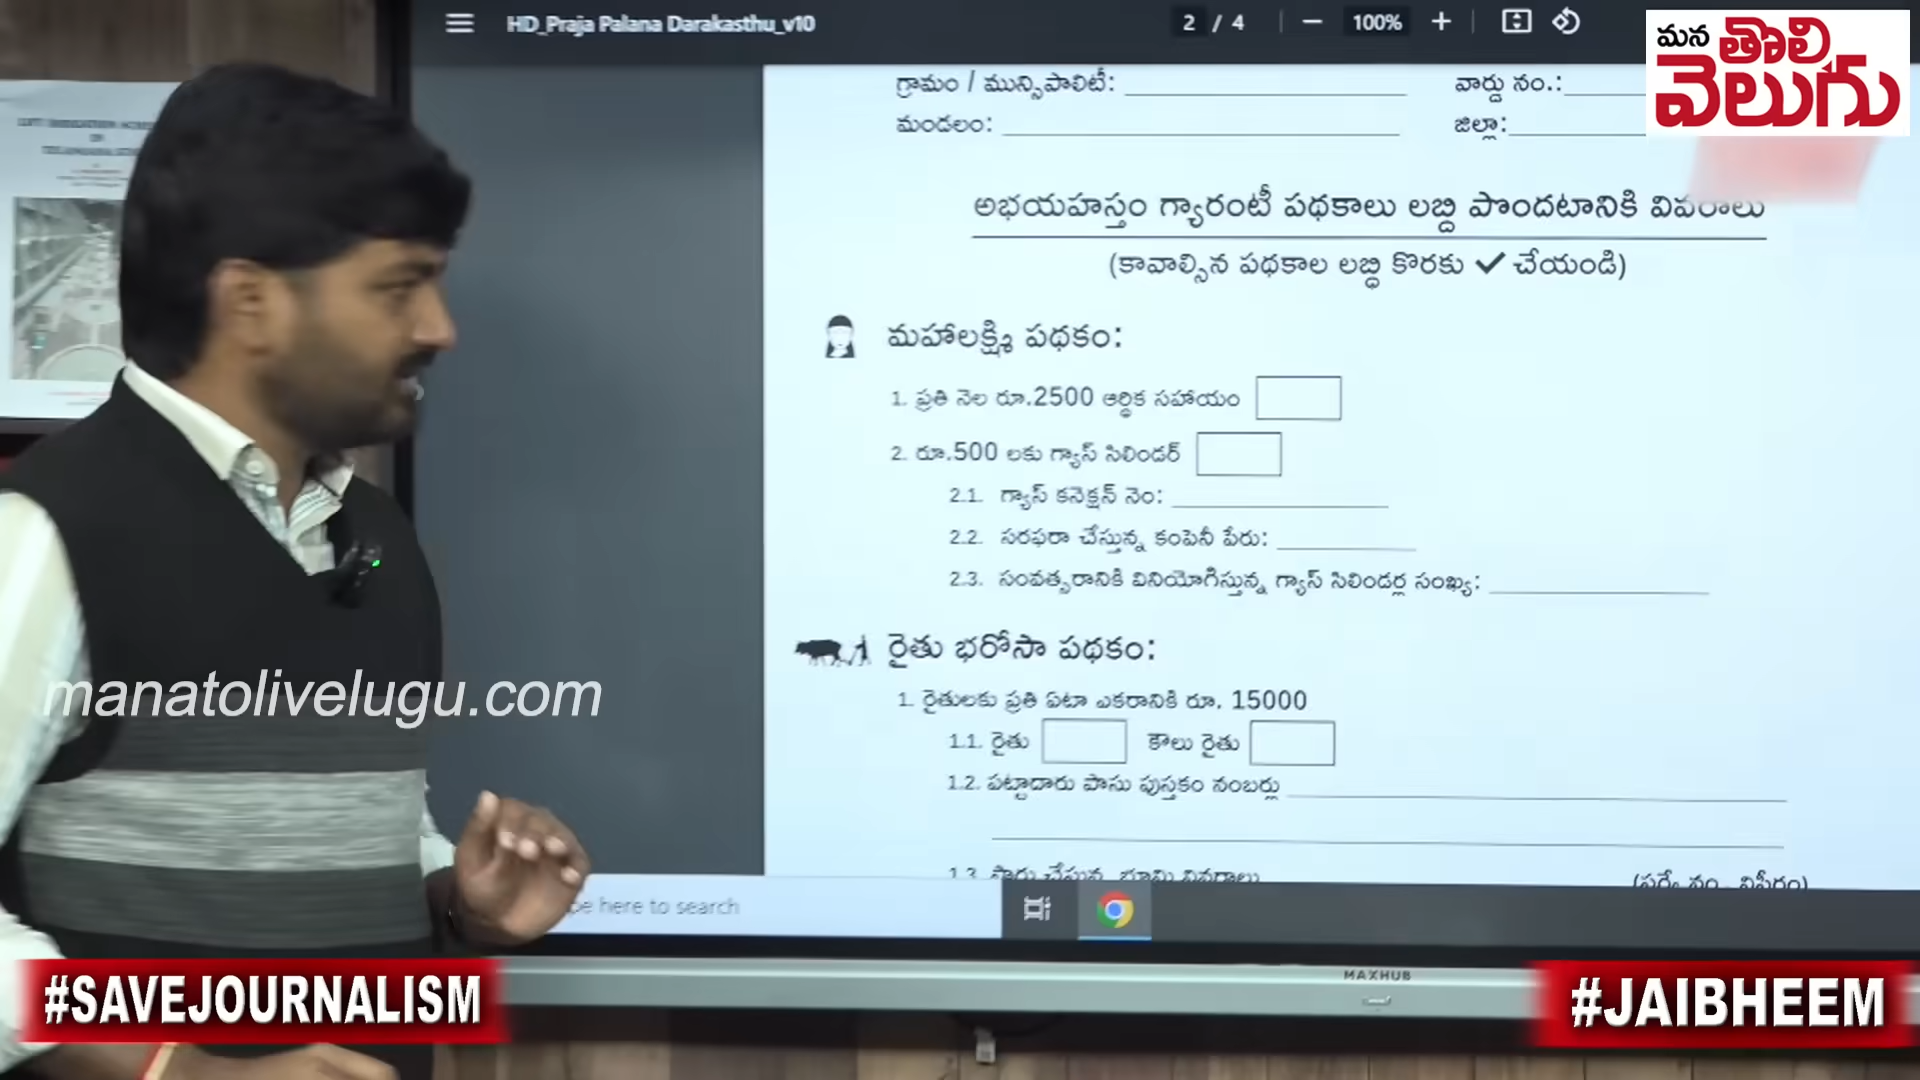 HD_Praja Palana Darakasthu_v10
2 / 4
100%
మన
తొలి
వెలుగు
గ్రామం / మున్సిపాలిటీ:
వార్డు నం.:
మండలం:
జిల్లా:
అభయహస్తం గ్యారంటీ పథకాలు లబ్ది పొందటానికి వివరాలు
(కావాల్సిన పథకాల లబ్ధి కొరకు ✓ చేయండి)
మహాలక్ష్మి పథకం:
1. ప్రతి నెల రూ.2500 ఆర్థిక సహాయం
2. రూ.500 లకు గ్యాస్ సిలిండర్
2.1. గ్యాస్ కనెక్షన్ నెం:
2.2. సరఫరా చేస్తున్న కంపెనీ పేరు:
2.3. సంవత్సరానికి వినియోగిస్తున్న గ్యాస్ సిలిండర్ల సంఖ్య:
రైతు భరోసా పథకం:
1. రైతులకు ప్రతి ఏటా ఎకరానికి రూ. 15000
1.1. రైతు కౌలు రైతు
1.2. పట్టాదారు పాసు పుస్తకం నంబర్లు
manatolivelugu.com
here to search
MAXHUB
#SAVEJOURNALISM
#JAIBHEEM